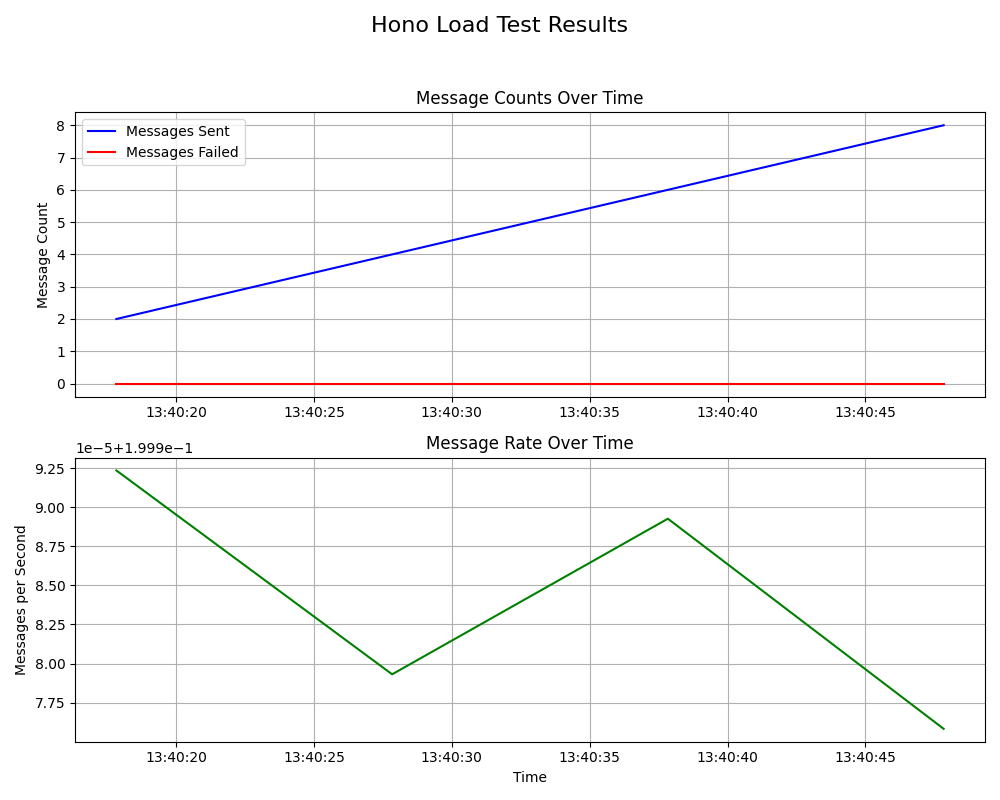 Hono Load Test Results
Message Counts Over Time
Messages Sent
Messages Failed
Message Count
8
7
6
5
4
3
2
1
0
13:40:20 13:40:25 13:40:30 13:40:35 13:40:40 13:40:45
1e−5+1.999e−1
Message Rate Over Time
Messages per Second
9.25
9.00
8.75
8.50
8.25
8.00
7.75
13:40:20 13:40:25 13:40:30 13:40:35 13:40:40 13:40:45
Time